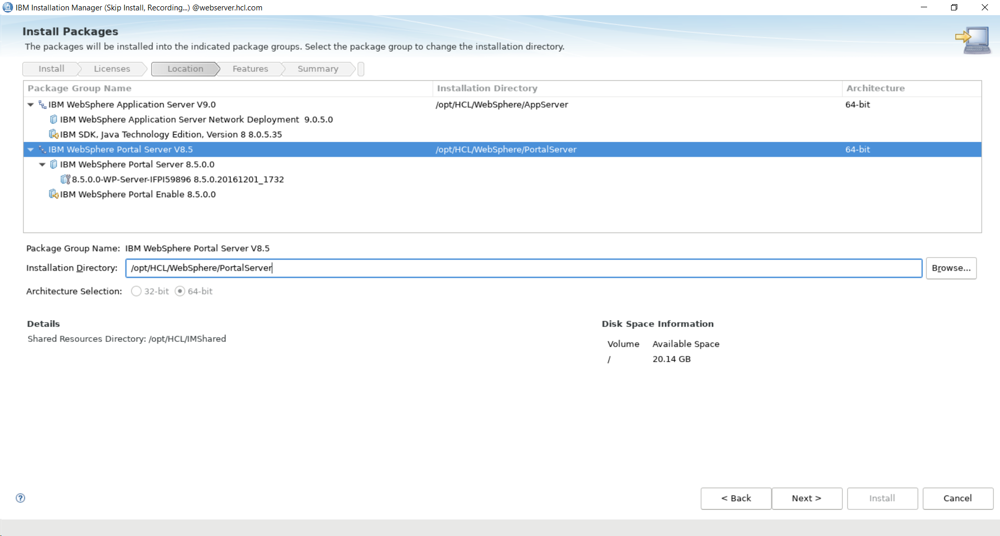 IBM Installation Manager (Skip Install, Recording...) @webserver.hcl.com
Install Packages
The packages will be installed into the indicated package groups. Select the package group to change the installation directory.
Install Licenses Location Features Summary
Package Group Name Installation Directory Architecture
IBM WebSphere Application Server V9.0 /opt/HCL/WebSphere/AppServer 64-bit
IBM WebSphere Application Server Network Deployment 9.0.5.0
IBM SDK, Java Technology Edition, Version 8 8.0.5.35
IBM WebSphere Portal Server V8.5 /opt/HCL/WebSphere/PortalServer 64-bit
IBM WebSphere Portal Server 8.5.0.0
8.5.0.0-WP-Server-IFPI59896 8.5.0.20161201_1732
IBM WebSphere Portal Enable 8.5.0.0
Package Group Name: IBM WebSphere Portal Server V8.5
Installation Directory: /opt/HCL/WebSphere/PortalServer Browse...
Architecture Selection: 32-bit 64-bit
Details
Shared Resources Directory: /opt/HCL/IMShared
Disk Space Information
Volume Available Space
/ 20.14 GB
? < Back Next > Install Cancel